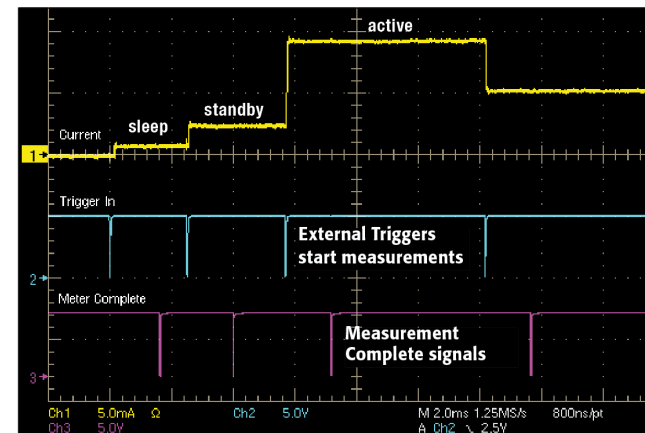 active
standby
sleep
Current
1
Trigger In
External Triggers
start measurements
2
Meter Complete
Measurement
Complete signals
3
Ch1 5.0mA Ω Ch2 5.0V M 2.0ms 1.25MS/s 800ns/pt
Ch3 5.0V A Ch2 \ 2.5V